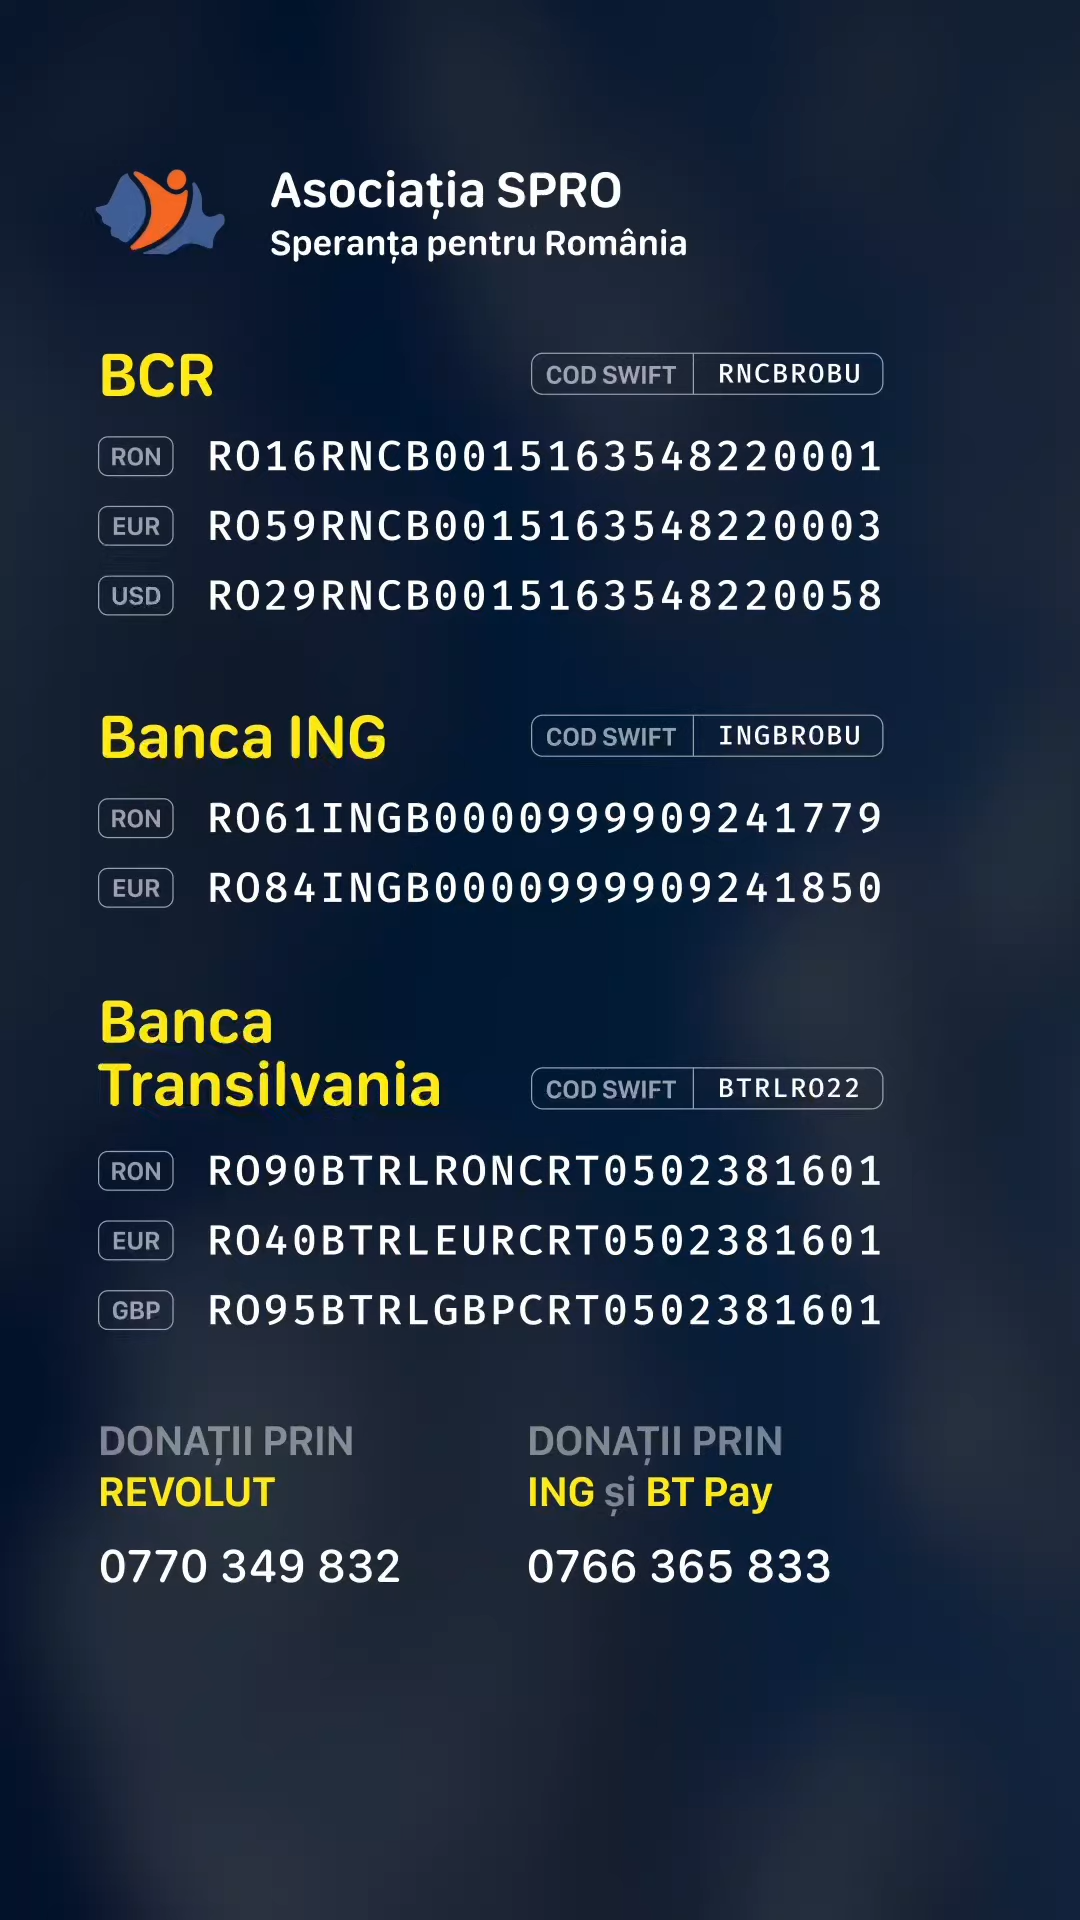 Asociația SPRO
Speranța pentru România
BCR
COD SWIFT RNCBROBU
RON RO16RNCB0015163548220001
EUR RO59RNCB0015163548220003
USD RO29RNCB0015163548220058
Banca ING
COD SWIFT INGBROBU
RON RO61INGB0000999909241779
EUR RO84INGB0000999909241850
Banca
Transilvania
COD SWIFT BTRLRO22
RON RO90BTRLRONCRT0502381601
EUR RO40BTRLEURCRT0502381601
GBP RO95BTRLGBPCRT0502381601
DONAȚII PRIN
REVOLUT
0770 349 832
DONAȚII PRIN
ING și BT Pay
0766 365 833